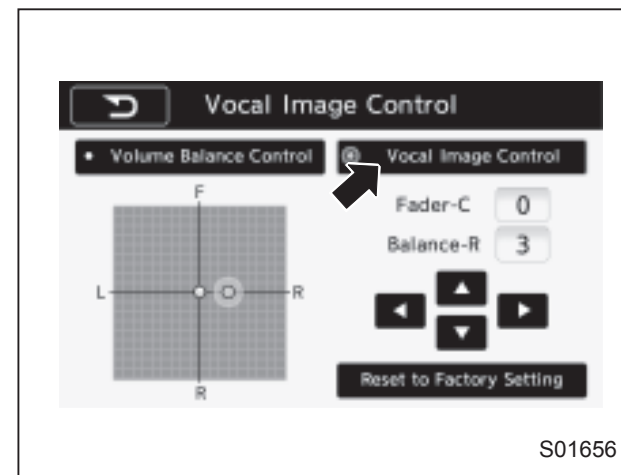 Vocal Image Control
Volume Balance Control
Vocal Image Control
F
Fader-C 0
Balance-R 3
L R
R
Reset to Factory Setting
S01656